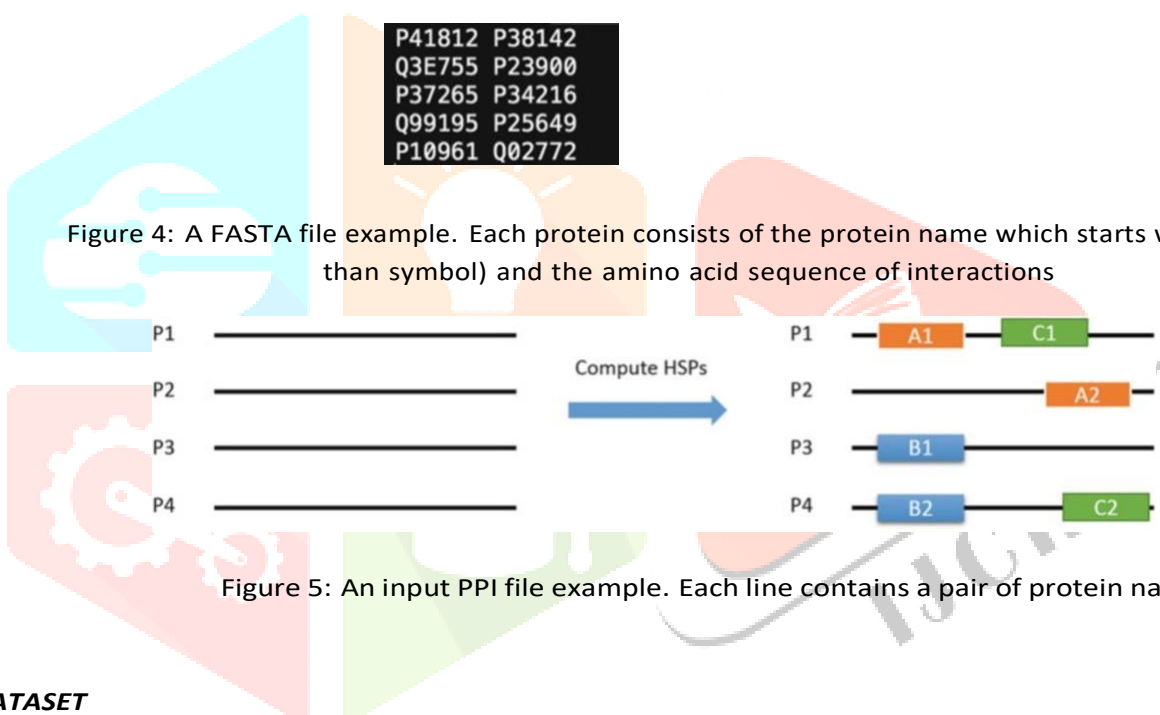 P41812 P38142
Q3E755 P23900
P37265 P34216
Q99195 P25649
P10961 Q02772
Figure 4: A FASTA file example. Each protein consists of the protein name which starts
than symbol) and the amino acid sequence of interactions
P1 P1 A1 C1
Compute HSPs
P2 P2 A2
P3 P3 B1
P4 P4 B2 C2
Figure 5: An input PPI file example. Each line contains a pair of protein